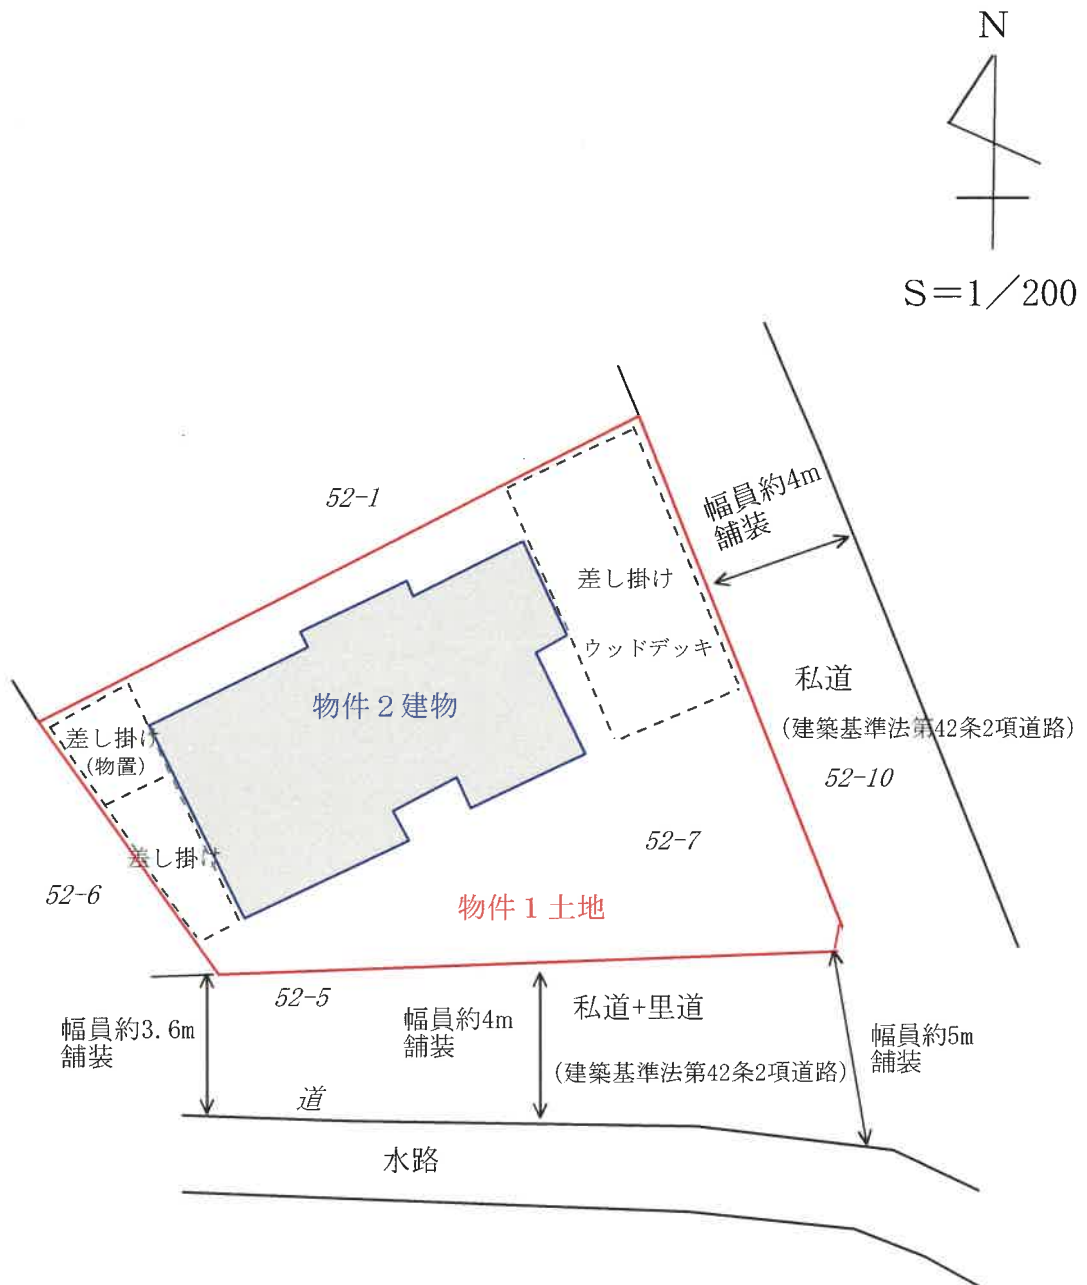 N
S=1/200
52-1
幅員約4m
舗装
差し掛け
ウッドデッキ
物件2建物
私道
(建築基準法第42条2項道路)
52-10
差し掛け
(物置)
差し掛け
52-7
52-6
物件1土地
52-5
私道+里道
幅員約3.6m
舗装
幅員約4m
舗装
幅員約5m
舗装
(建築基準法第42条2項道路)
道
水路